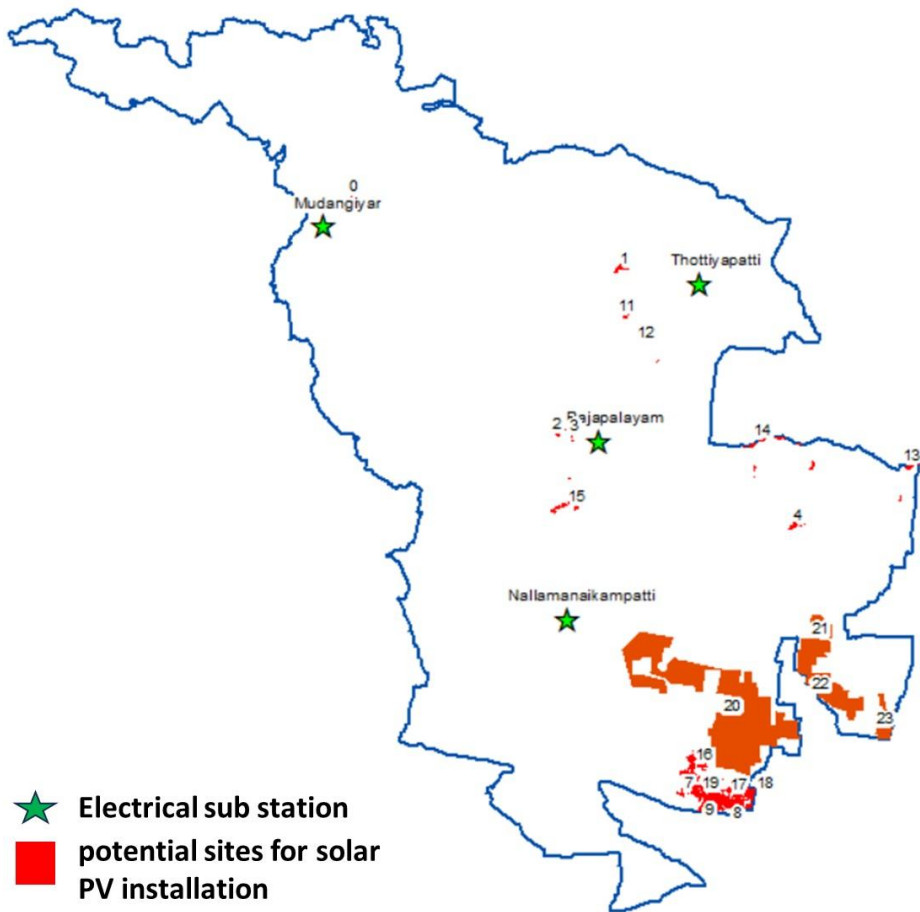 0
Mudangiyar
1
Thottiyapatti
11
12
2 3 Rajapalayam
14
13
15
4
Nallamanaikampatti
21
22
20
23
16
7 19 17 18
9 8
Electrical sub station
potential sites for solar
PV installation